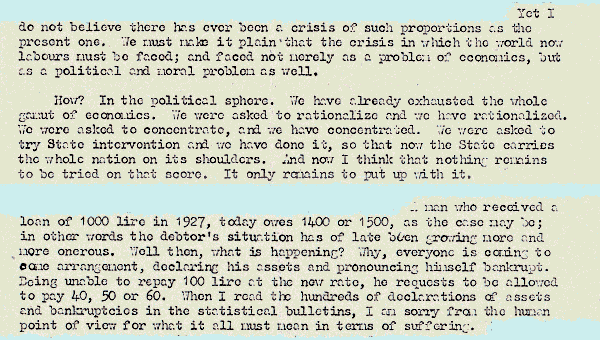 Yet I
do not believe there has ever been a crisis of such proportions as the
present one. We must make it plain that the crisis in which the world now
labours must be faced; and faced not merely as a problem of economics, but
as a political and moral problem as well.
How? In the political sphere. We have already exhausted the whole
gamut of economics. We were asked to rationalize and we have rationalized.
We were asked to concentrate, and we have concentrated. We were asked to
try State intervention and we have done it, so that now the State carries
the whole nation on its shoulders. And now I think that nothing remains
to be tried on that score. It only remains to put up with it.
A man who received a
loan of 1000 lire in 1927, today owes 1400 or 1500, as the case may be;
in other words the debtor's situation has of late been growing more and
more onerous. Well then, what is happening? Why, everyone is coming to
some arrangement, declaring his assets and pronouncing himself bankrupt.
Being unable to repay 100 lire at the new rate, he requests to be allowed
to pay 40, 50 or 60. When I read the hundreds of declarations of assets
and bankruptcies in the statistical bulletins, I am sorry from the human
point of view for what it all must mean in terms of suffering.